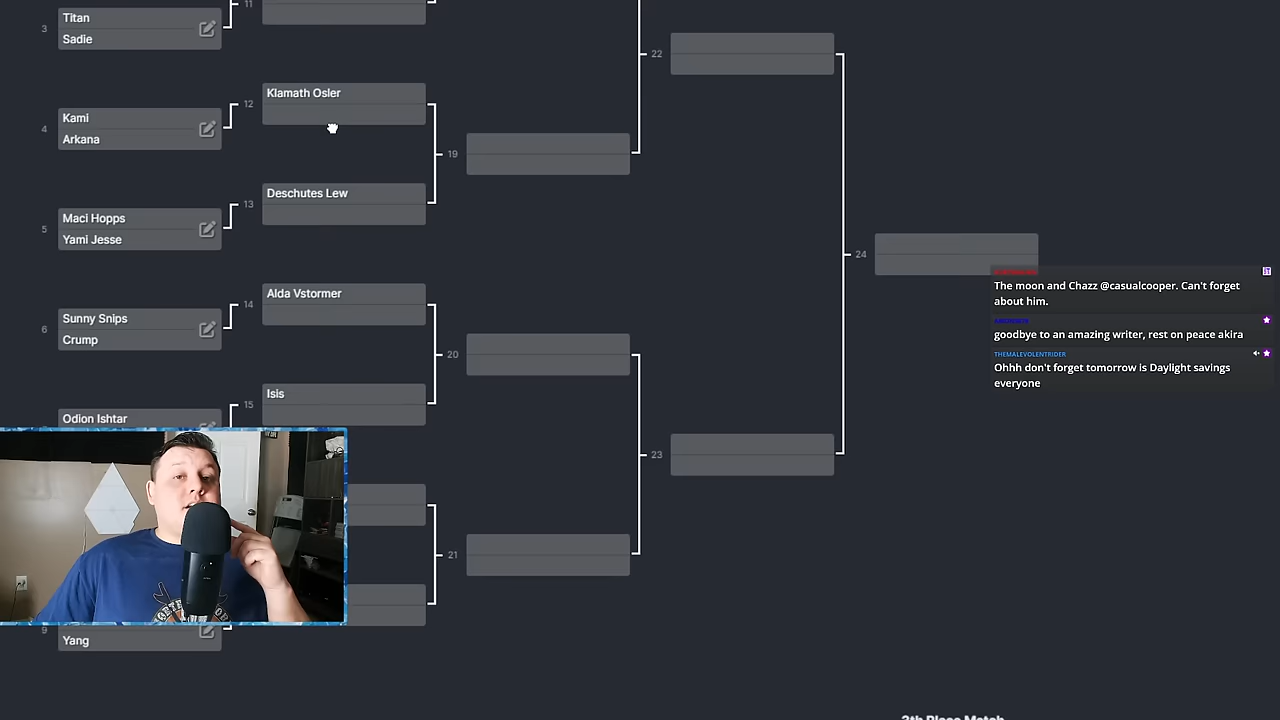 3
Titan
Sadie
11
4
Kami
Arkana
12
Klamath Osler
5
Maci Hopps
Yami Jesse
13
Deschutes Lew
19
22
6
Sunny Snips
Crump
14
Alda Vstormer
Odion Ishtar
15
Isis
20
23
21
24
9
Yang
The moon and Chazz @casualcooper. Can't forget
about him.
goodbye to an amazing writer, rest on peace akira
THEMALEVOLENTRIDER
Ohhh don't forget tomorrow is Daylight savings
everyone